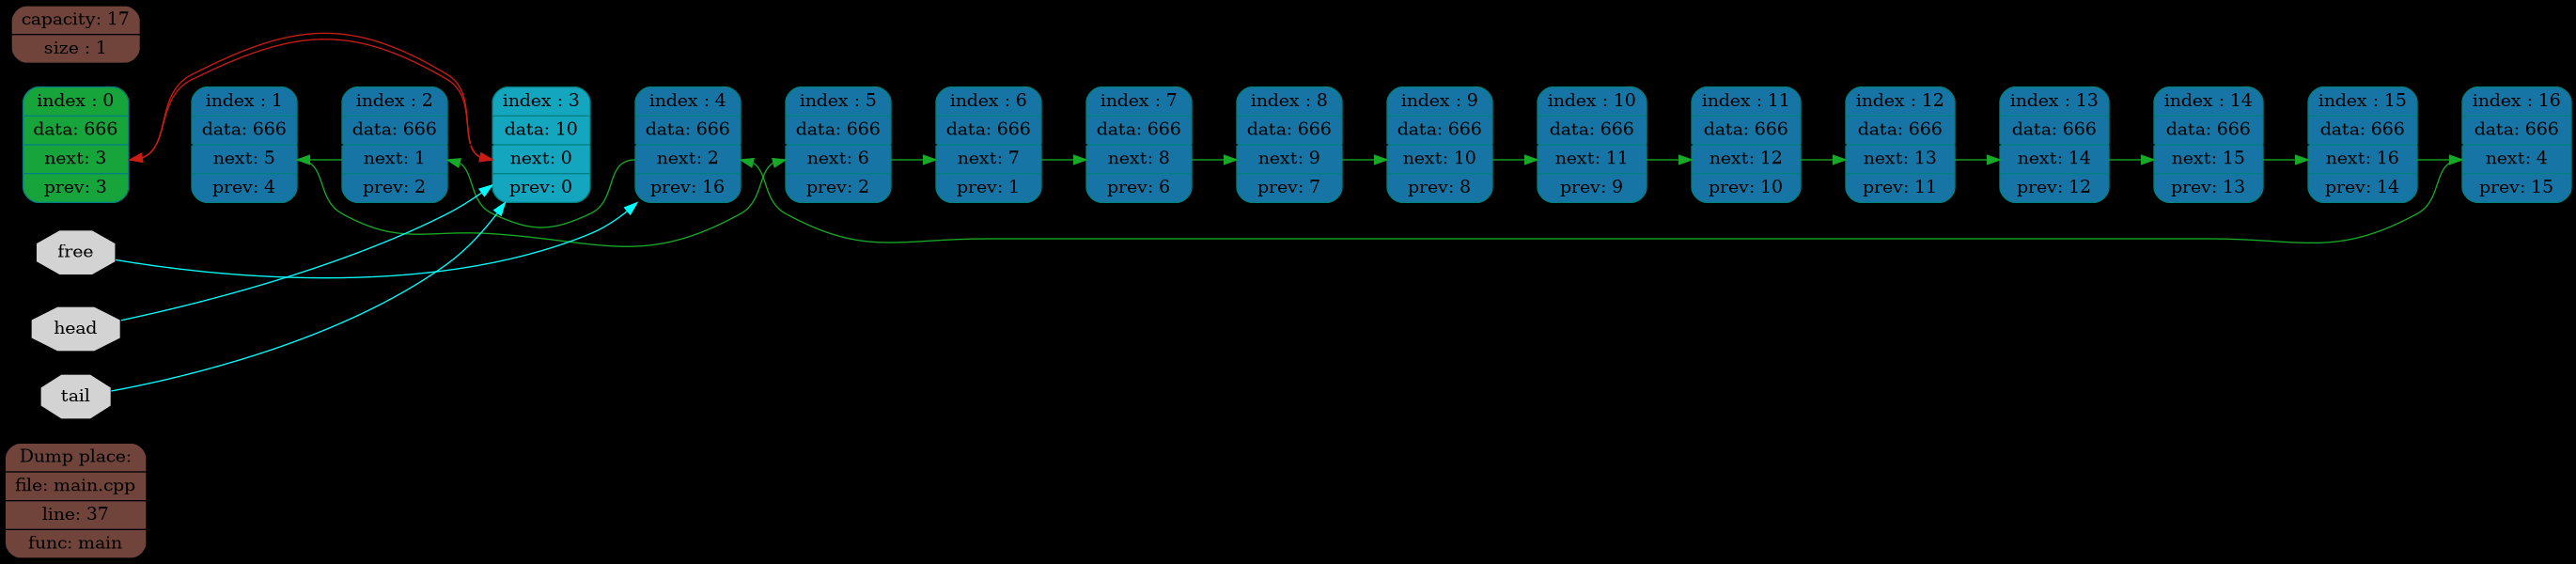 capacity: 17
size : 1
index : 0
data: 666
next: 3
prev: 3
index : 1
data: 666
next: 5
prev: 4
index : 2
data: 666
next: 1
prev: 2
index : 3
data: 10
next: 0
prev: 0
index : 4
data: 666
next: 2
prev: 16
index : 5
data: 666
next: 6
prev: 2
index : 6
data: 666
next: 7
prev: 1
index : 7
data: 666
next: 8
prev: 6
index : 8
data: 666
next: 9
prev: 7
index : 9
data: 666
next: 10
prev: 8
index : 10
data: 666
next: 11
prev: 9
index : 11
data: 666
next: 12
prev: 10
index : 12
data: 666
next: 13
prev: 11
index : 13
data: 666
next: 14
prev: 12
index : 14
data: 666
next: 15
prev: 13
index : 15
data: 666
next: 16
prev: 14
index : 16
data: 666
next: 4
prev: 15
free
head
tail
Dump place:
file: main.cpp
line: 37
func: main